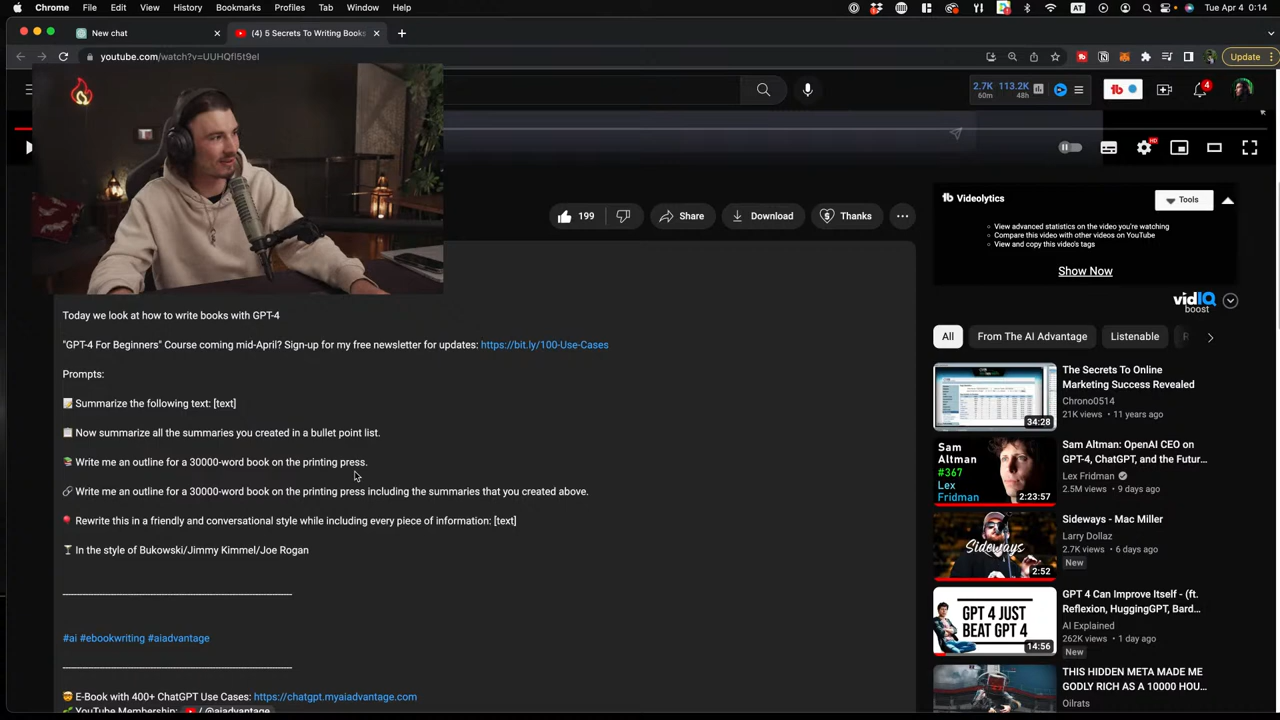 Chrome File Edit View History Bookmarks Profiles Tab Window Help
AT
Tue Apr 4 0:14
New chat
(4) 5 Secrets To Writing Books
youtube.com/watch?v=UUHQfI5t9eI
Update
2.7K 113.2K
60m 48h
4
HD
199 Share Download Thanks
Videolytics
Tools
View advanced statistics on the video you're watching
Compare this video with other videos on YouTube
View and copy this video's tags
Show Now
vidIQ
boost
Today we look at how to write books with GPT-4
"GPT-4 For Beginners" Course coming mid-April? Sign-up for my free newsletter for updates: https://bit.ly/100-Use-Cases
Prompts:
Summarize the following text: [text]
Now summarize all the summaries you created in a bullet point list.
Write me an outline for a 30000-word book on the printing press.
Write me an outline for a 30000-word book on the printing press including the summaries that you created above.
Rewrite this in a friendly and conversational style while including every piece of information: [text]
In the style of Bukowski/Jimmy Kimmel/Joe Rogan
#ai #ebookwriting #aiadvantage
E-Book with 400+ ChatGPT Use Cases: https://chatgpt.myaiadvantage.com
YouTube Membership: / @aiadvantage
All From The AI Advantage Listenable
The Secrets To Online
Marketing Success Revealed
Chrono0514
21K views • 11 years ago
34:28
Sam
Altman
#367
Lex
Fridman
2:23:57
Sam Altman: OpenAI CEO on
GPT-4, ChatGPT, and the Futur...
Lex Fridman
2.5M views • 9 days ago
Sideways
2:52
Sideways - Mac Miller
Larry Dollaz
2.7K views • 6 days ago
New
GPT 4 JUST
BEAT GPT 4
14:56
GPT 4 Can Improve Itself - (ft.
Reflexion, HuggingGPT, Bard...
AI Explained
262K views • 1 day ago
New
THIS HIDDEN META MADE ME
GODLY RICH AS A 10000 HOU...
Oilrats